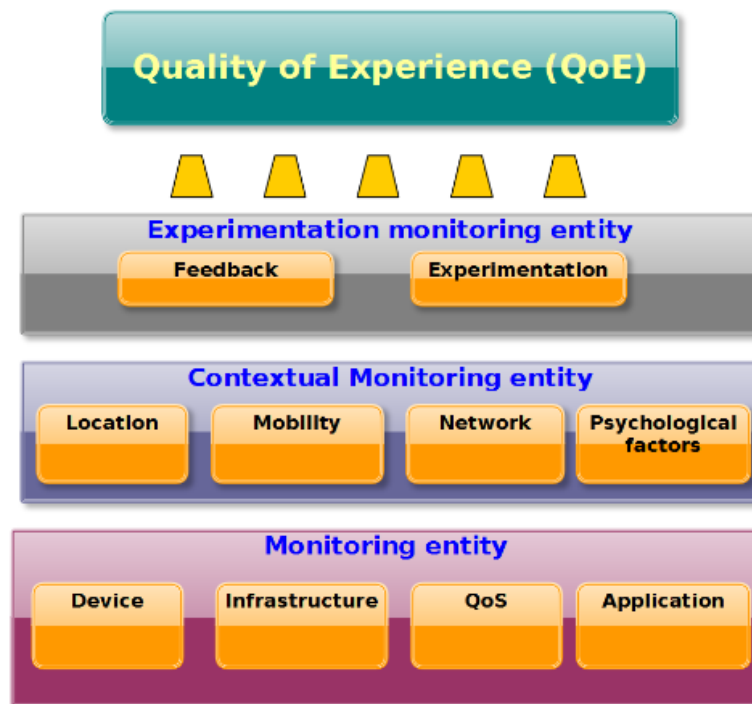 Quality of Experience (QoE)
Experimentation monitoring entity
Feedback
Experimentation
Contextual Monitoring entity
Location
Mobility
Network
Psychological
factors
Monitoring entity
Device
Infrastructure
QoS
Application